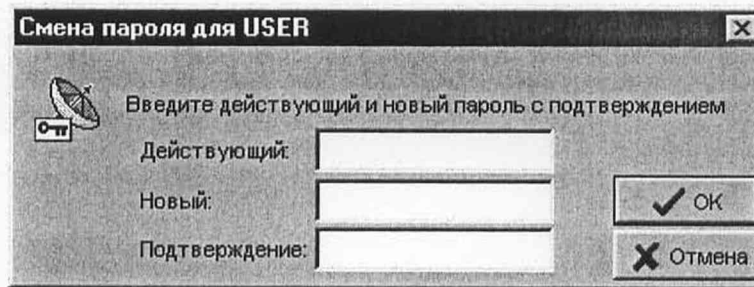 Смена пароля для USER
Введите действующий и новый пароль с подтверждением
Действующий:
Новый:
Подтверждение:
OK
Отмена